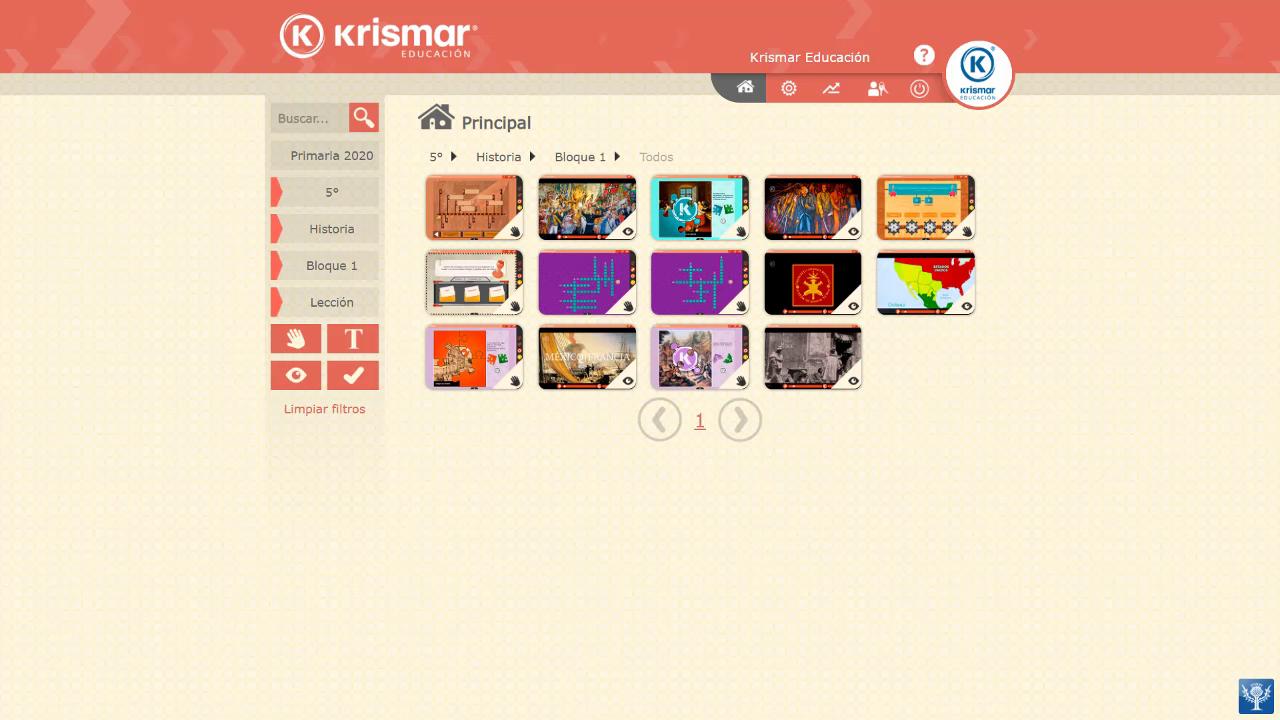 Krismar
EDUCACIÓN
Krismar Educación
?
Krismar
EDUCACIÓN
Buscar...
Principal
Primaria 2020
5°
Historia
Bloque 1
Todos
5°
Historia
Bloque 1
Lección
T
Limpiar filtros
ESTADOS
UNIDOS
MÉXICO|FRANCIA
1